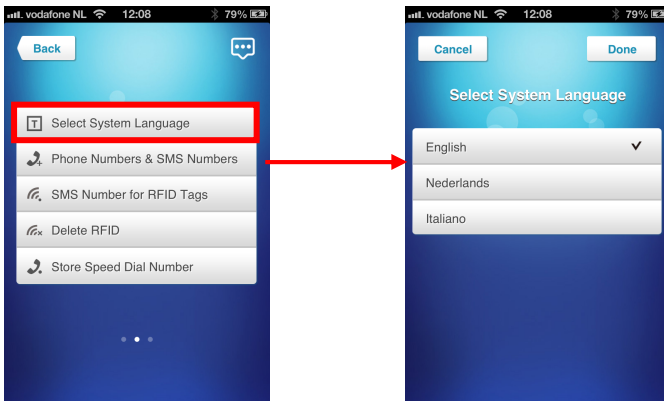 vodafone NL 12:08 79%
Back
T Select System Language
Phone Numbers & SMS Numbers
SMS Number for RFID Tags
Delete RFID
Store Speed Dial Number
vodafone NL 12:08 79%
Cancel Done
Select System Language
English
Nederlands
Italiano